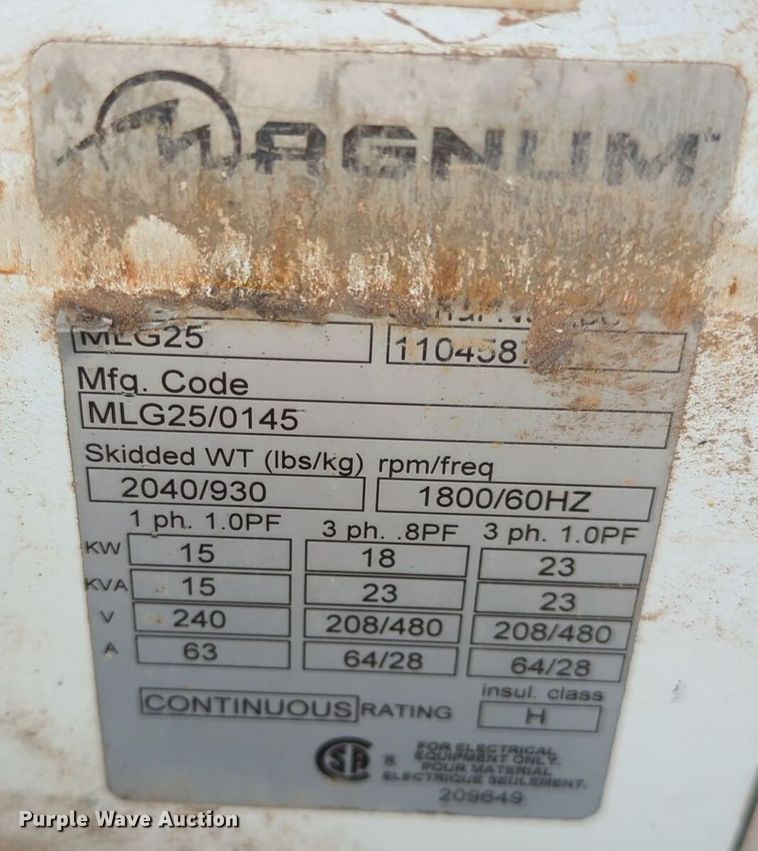 MAGNUM
MLG25
Mfg. Code
MLG25/0145
Skidded WT (lbs/kg) rpm/freq
2040/930 1800/60HZ
1 ph. 1.0PF 3 ph. .8PF 3 ph. 1.0PF
KW 15 18 23
KVA 15 23 23
V 240 208/480 208/480
A 63 64/28 64/28
insul. class
CONTINUOUS RATING H
FOR ELECTRICAL
EQUIPMENT ONLY.
POUR MATERIAL
ELECTRIQUE SEULEMENT.
209649
Purple Wave Auction